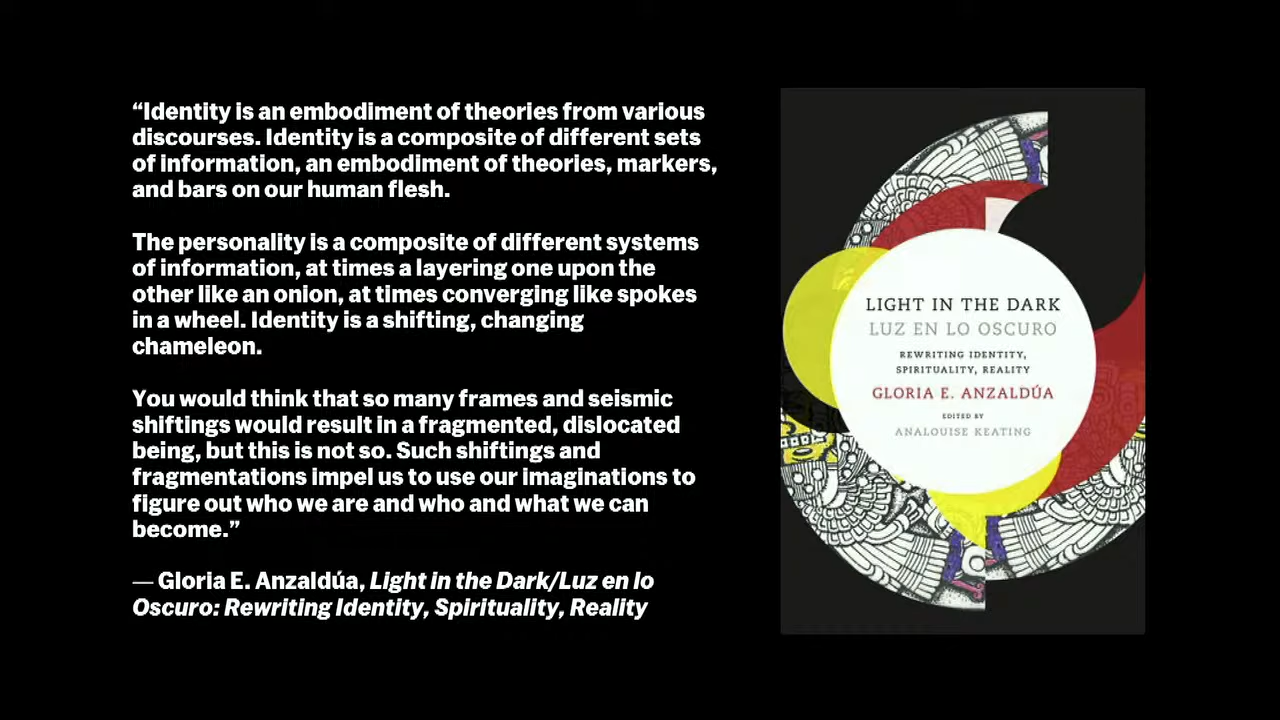 “Identity is an embodiment of theories from various
discourses. Identity is a composite of different sets
of information, an embodiment of theories, markers,
and bars on our human flesh.
The personality is a composite of different systems
of information, at times a layering one upon the
other like an onion, at times converging like spokes
in a wheel. Identity is a shifting, changing
chameleon.
You would think that so many frames and seismic
shiftings would result in a fragmented, dislocated
being, but this is not so. Such shiftings and
fragmentations impel us to use our imaginations to
figure out who we are and who and what we can
become.”
— Gloria E. Anzaldúa, Light in the Dark/Luz en lo
Oscuro: Rewriting Identity, Spirituality, Reality
LIGHT IN THE DARK
LUZ EN LO OSCURO
REWRITING IDENTITY,
SPIRITUALITY, REALITY
GLORIA E. ANZALDÚA
EDITED BY
ANALOUISE KEATING